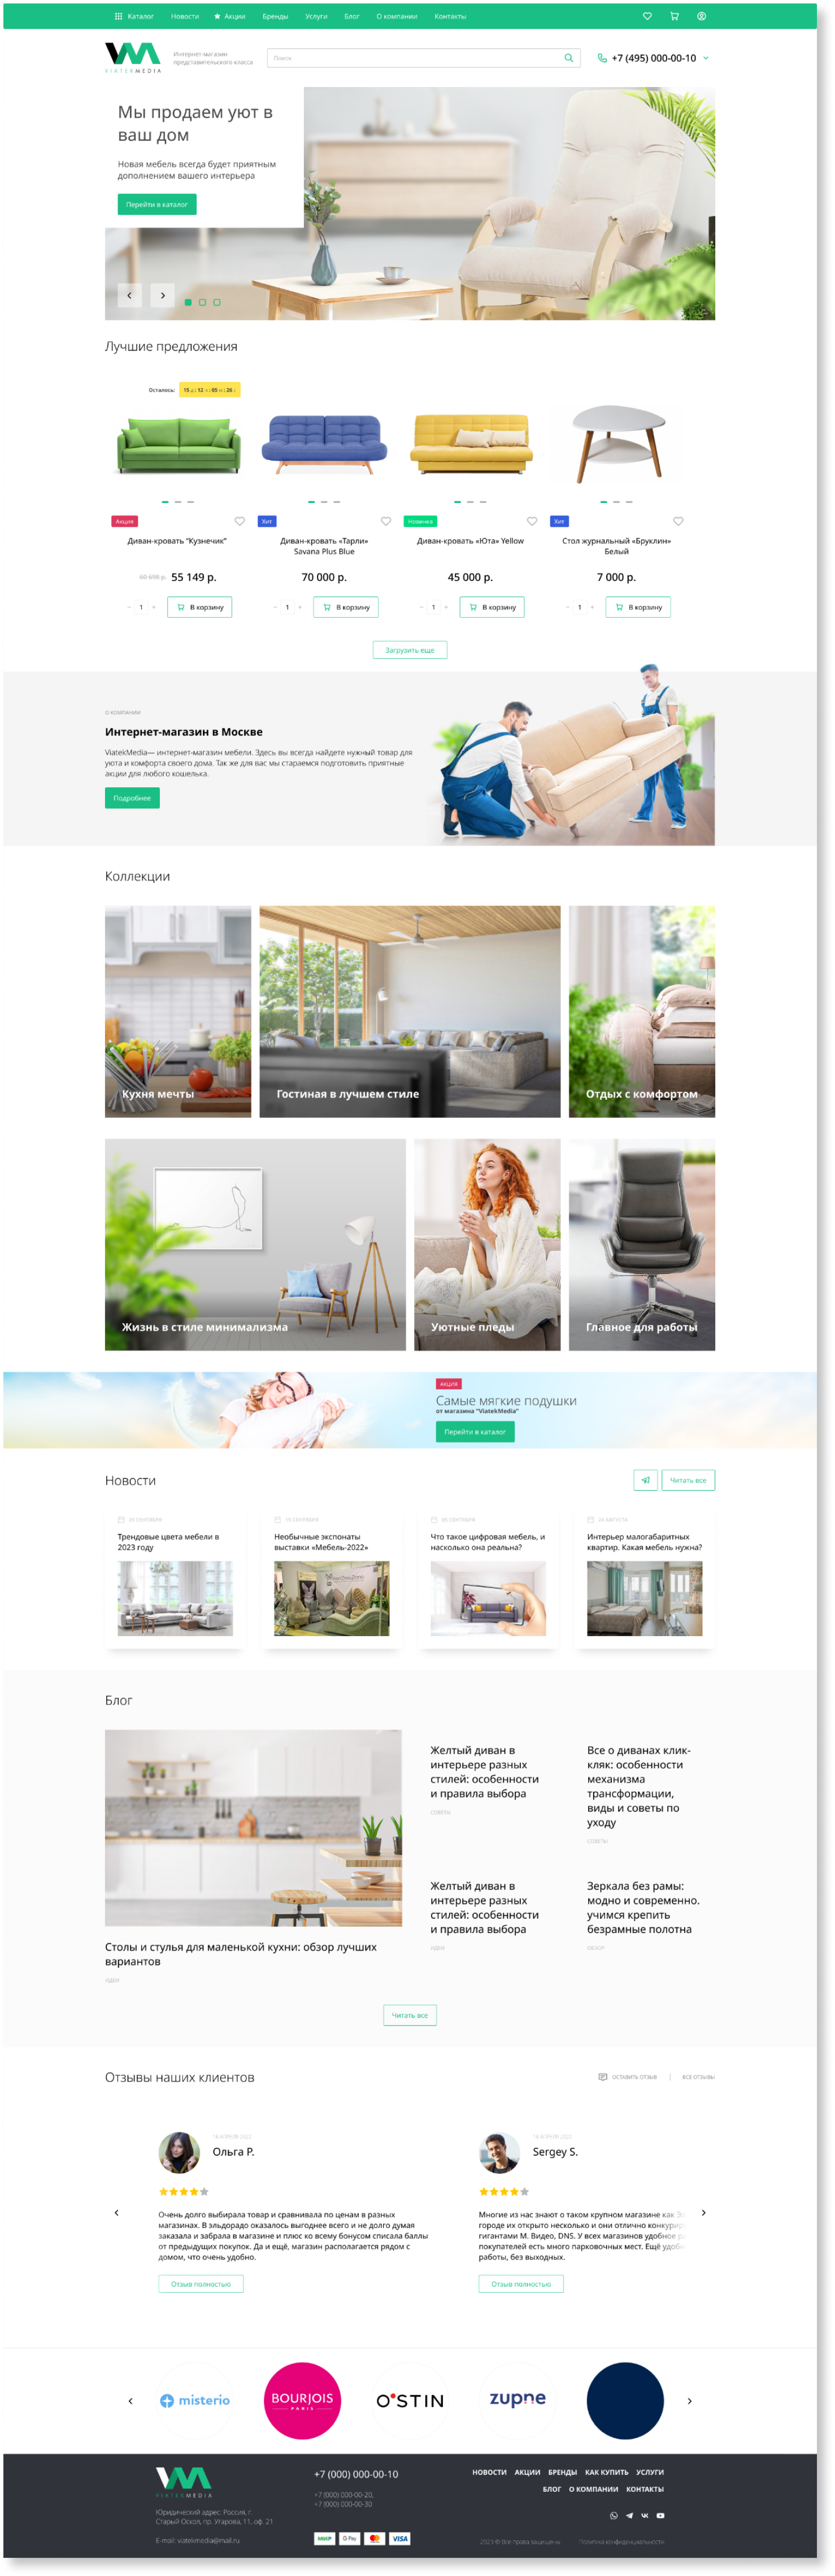 Каталог Новости Акции Бренды Услуги Блог О компании Контакты
VIATEKMEDIA
Интернет-магазин
представительского класса
Поиск
+7 (495) 000-00-10
Мы продаем уют в
ваш дом
Новая мебель всегда будет приятным
дополнением вашего интерьера
Перейти в каталог
Лучшие предложения
Осталось:
Акция
Диван-кровать "Кузнечик"
60 698 р. 55 149 р.
1 В корзину
Хит
Диван-кровать «Тарли»
Savana Plus Blue
70 000 р.
1 В корзину
Новинка
Диван-кровать «Юта» Yellow
45 000 р.
1 В корзину
Хит
Стол журнальный «Бруклин»
Белый
7 000 р.
1 В корзину
Загрузить еще
О КОМПАНИИ
Интернет-магазин в Москве
ViatekMedia— интернет-магазин мебели. Здесь вы всегда найдете нужный товар для
уюта и комфорта своего дома. Так же для вас мы стараемся подготовить приятные
акции для любого кошелька.
Подробнее
Коллекции
Кухня мечты
Гостиная в лучшем стиле
Отдых с комфортом
Жизнь в стиле минимализма
Уютные пледы
Главное для работы
АКЦИЯ
Самые мягкие подушки
от магазина "ViatekMedia"
Перейти в каталог
Новости
Читать все
Трендовые цвета мебели в
2023 году
Необычные экспонаты
выставки «Мебель-2022»
Что такое цифровая мебель, и
насколько она реальна?
24 АВГУСТА
Интерьер малогабаритных
квартир. Какая мебель нужна?
Блог
Столы и стулья для маленькой кухни: обзор лучших
вариантов
ИДЕИ
Желтый диван в
интерьере разных
стилей: особенности
и правила выбора
СОВЕТЫ
Все о диванах клик-
кляк: особенности
механизма
трансформации,
виды и советы по
уходу
СОВЕТЫ
Желтый диван в
интерьере разных
стилей: особенности
и правила выбора
ИДЕИ
Зеркала без рамы:
модно и современно.
учимся крепить
безрамные полотна
ОБЗОР
Читать все
Отзывы наших клиентов
ОСТАВИТЬ ОТЗЫВ | ВСЕ ОТЗЫВЫ
Ольга Р.
Очень долго выбирала товар и сравнивала по ценам в разных
магазинах. В эльдорадо оказалось выгоднее всего и не долго думая
заказала и забрала в магазине и плюс ко всему бонусом списала баллы
от предыдущих покупок. Да и ещё, магазин располагается рядом с
домом, что очень удобно.
Отзыв полностью
Sergey S.
Многие из нас знают о таком крупном магазине как
городе их открыто несколько и они отлично конкурир
гигантами М. Видео, DNS. У всех магазинов удобное
покупателей есть много парковочных мест. Ещё удоб
работы, без выходных.
Отзыв полностью
misterio
BOURJOIS
PARIS
O'STIN
zupne
VIATEKMEDIA
Юридический адрес: Россия, г.
Старый Оскол, пр. Угарова, 11, оф. 21
E-mail: viatekmedia@mail.ru
+7 (000) 000-00-10
+7 (000) 000-00-20,
+7 (000) 000-00-30
МИР G Pay VISA
НОВОСТИ АКЦИИ БРЕНДЫ КАК КУПИТЬ УСЛУГИ
БЛОГ О КОМПАНИИ КОНТАКТЫ
2023 © Все права защищены Политика конфиденциальности